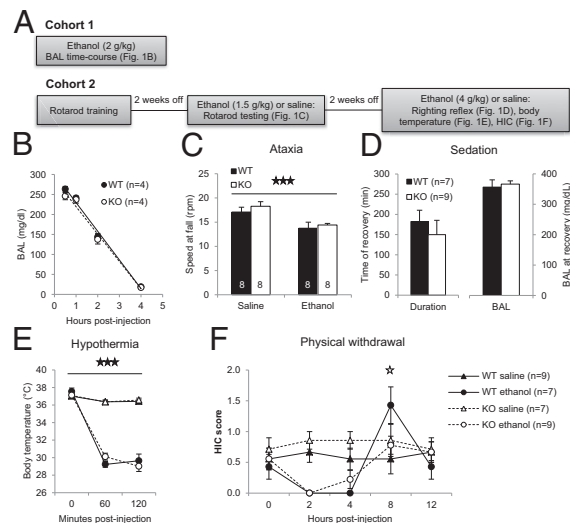 A
Cohort 1
Ethanol (2 g/kg)
BAL time-course (Fig. 1B)
Cohort 2
Rotarod training
2 weeks off
Ethanol (1.5 g/kg) or saline:
Rotarod testing (Fig. 1C)
2 weeks off
Ethanol (4 g/kg) or saline:
Righting reflex (Fig. 1D), body
temperature (Fig. 1E), HIC (Fig. 1F)
B
BAL (mg/dl)
300
250
200
150
100
50
0
WT (n=4)
KO (n=4)
0 1 2 3 4 5
Hours post-injection
C
Ataxia
WT
KO
★★★
Speed at fall (rpm)
25
20
15
10
5
0
8 8 8 8
Saline Ethanol
D
Sedation
WT (n=7)
KO (n=9)
Time of recovery (min)
300
250
200
150
100
50
0
Duration BAL
400
300
200
100
0
BAL at recovery (mg/dL)
E
Hypothermia
★★★
Body temperature (°C)
40
38
36
34
32
30
28
26
0 60 120
Minutes post-injection
F
Physical withdrawal
☆
HIC score
2.0
1.5
1.0
0.5
0.0
0 2 4 8 12
Hours post-injection
WT saline (n=9)
WT ethanol (n=7)
KO saline (n=7)
KO ethanol (n=9)